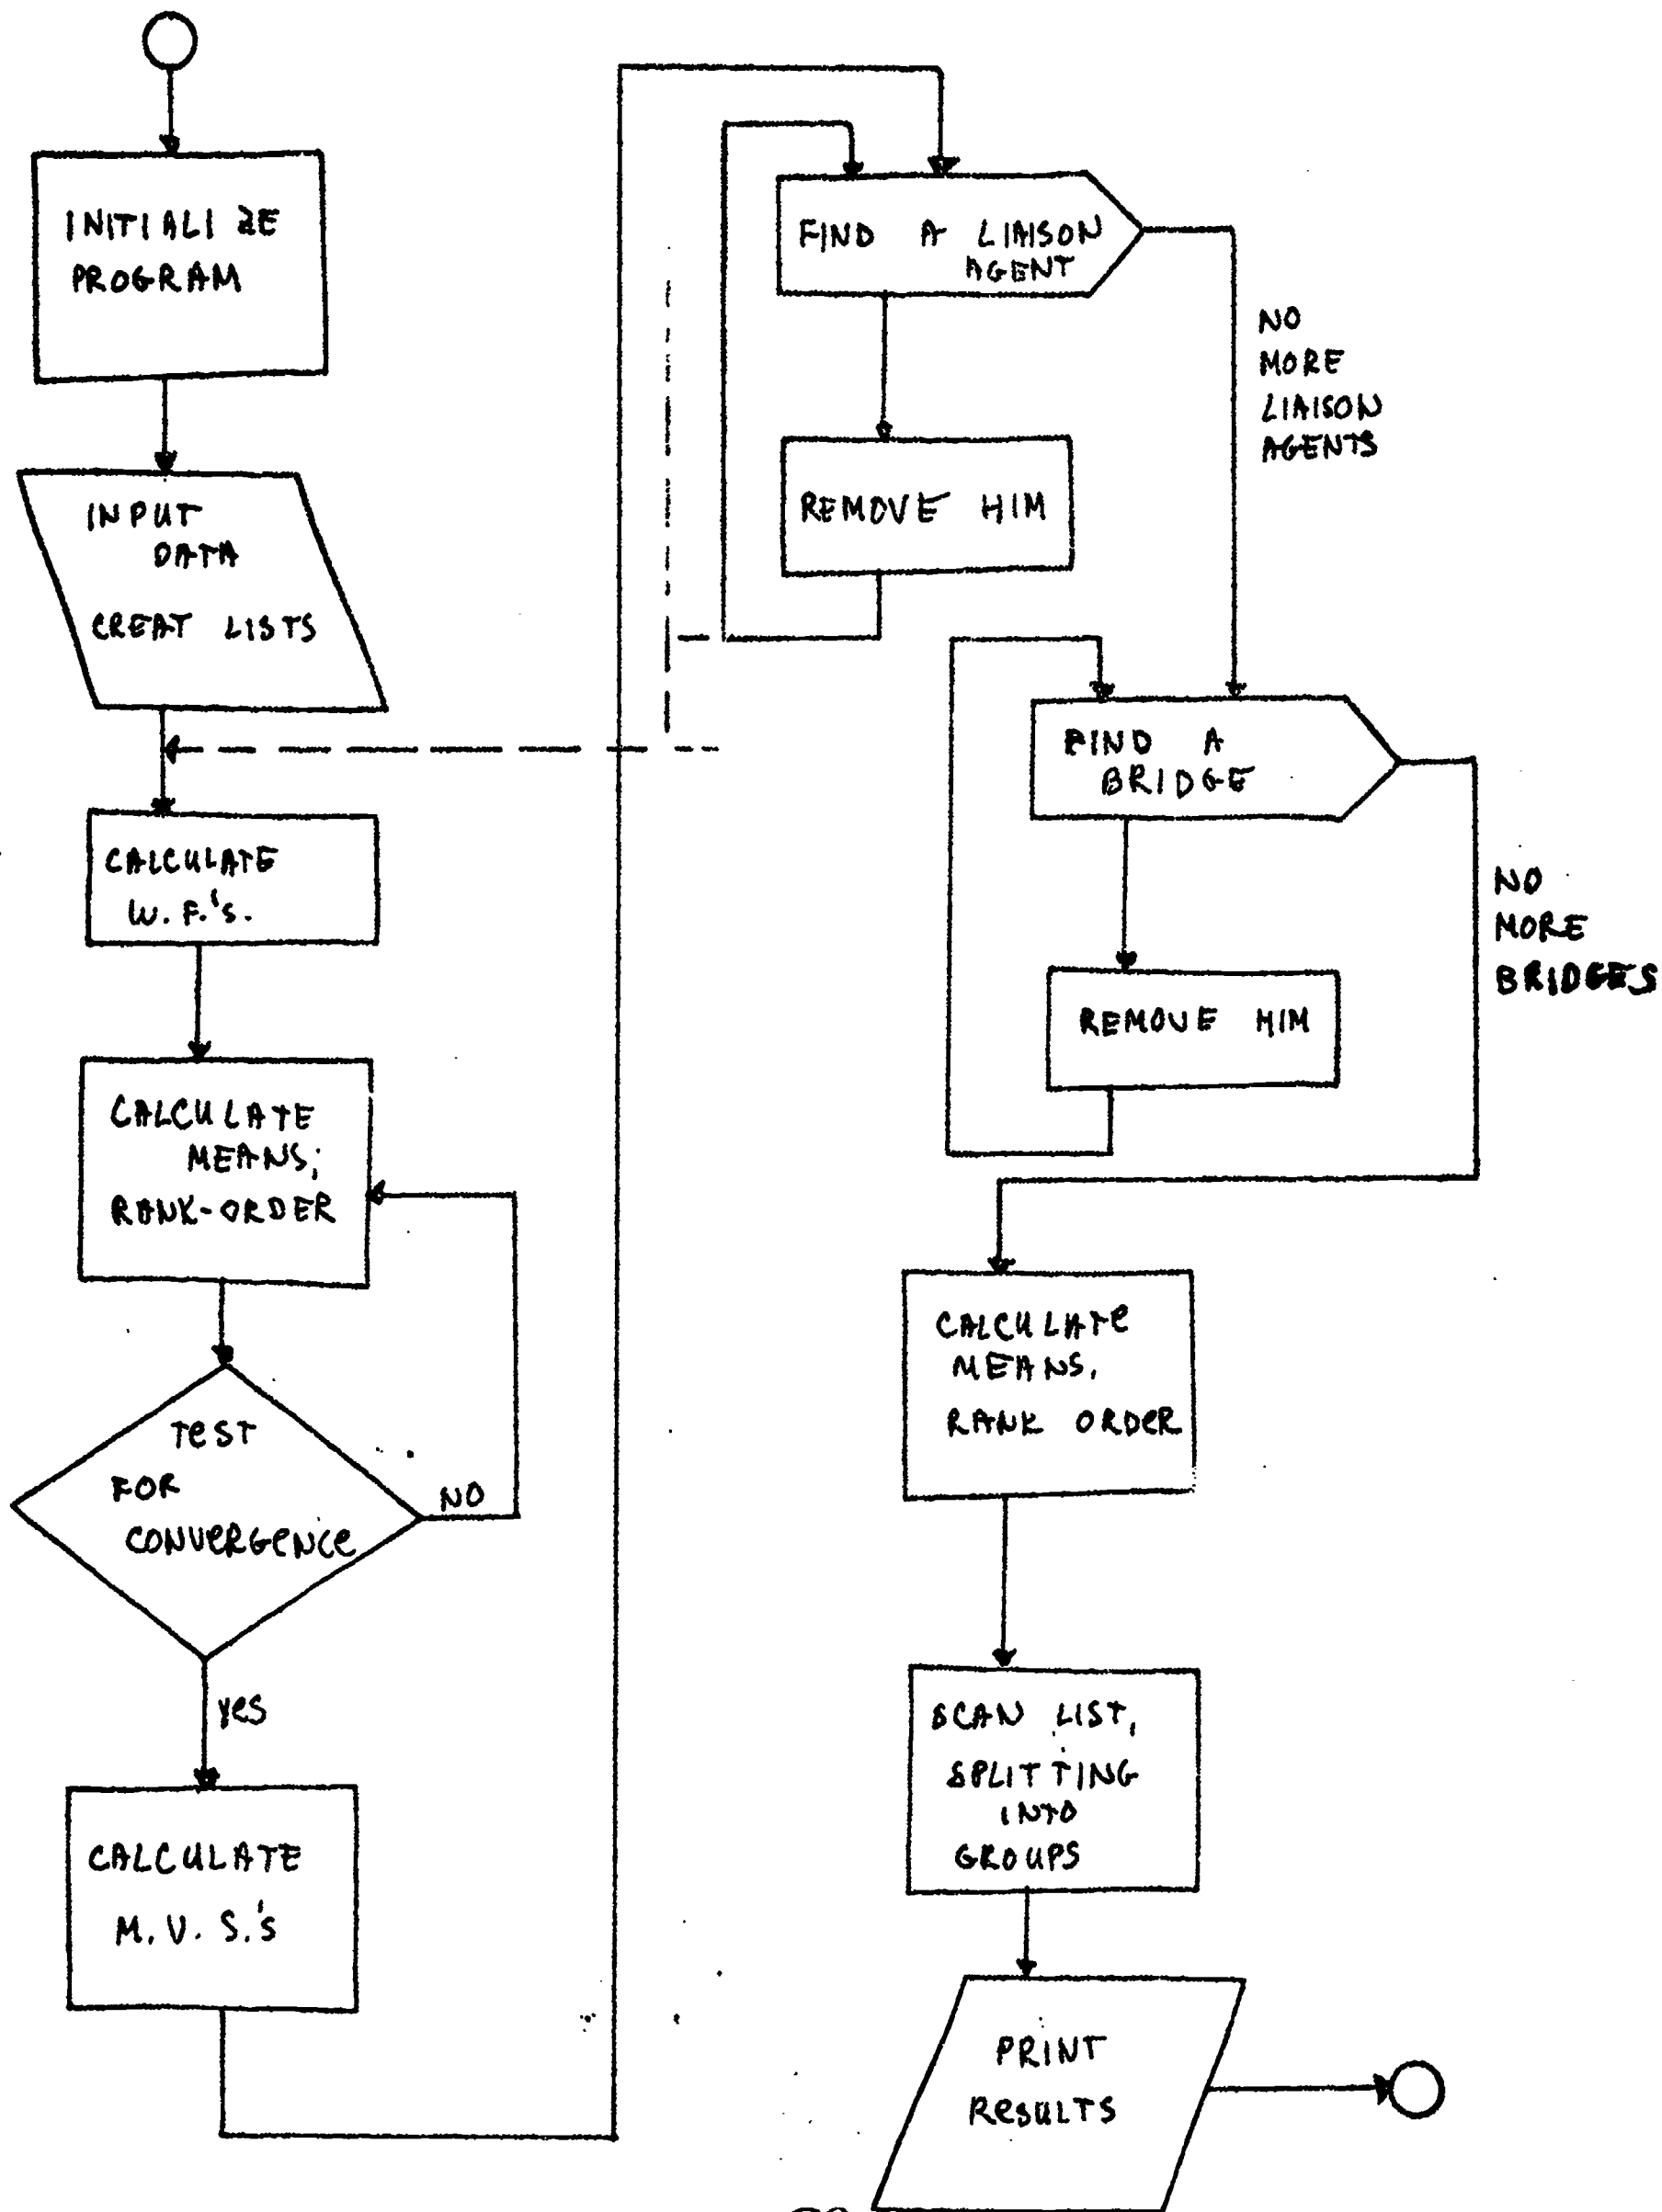 INITIALIZE
PROGRAM
INPUT
DATA
CREAT LISTS
CALCULATE
W. F.'s.
CALCULATE
MEANS;
RANK-ORDER
TeST
FOR
CONVeRGeNCe
NO
yes
CALCULATE
M. V. S.'s
FIND A LIAISON
AGENT
NO
MORE
LIAISON
AGENTS
REMOVE HIM
FIND A
BRIDGE
NO
MORE
BRIDGES
REMOVE HIM
CALCULATe
MEANS.
RANK ORDeR
SCAN LIST,
SPLITTING
INTO
GROUPS
PRINT
ReSULTS